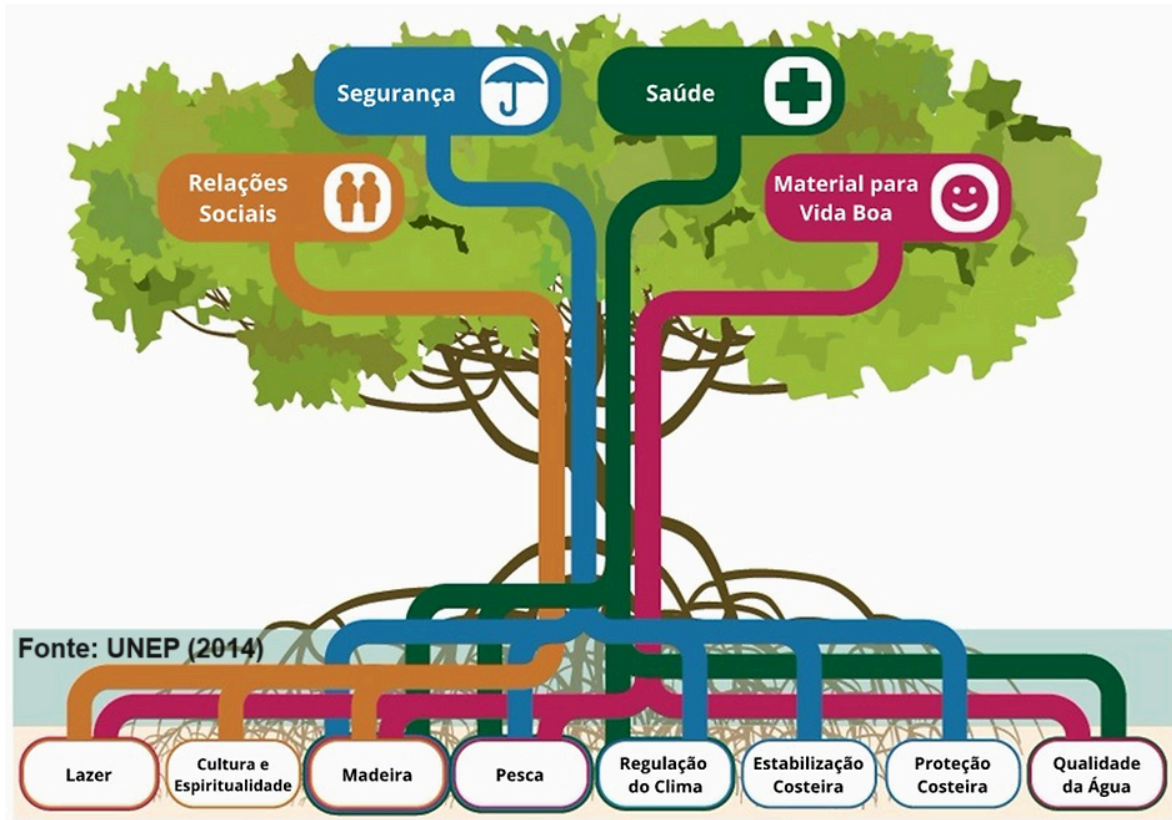 Segurança
Saúde
Relações
Sociais
Material para
Vida Boa
Fonte: UNEP (2014)
Lazer
Cultura e
Espiritualidade
Madeira
Pesca
Regulação
do Clima
Estabilização
Costeira
Proteção
Costeira
Qualidade
da Água